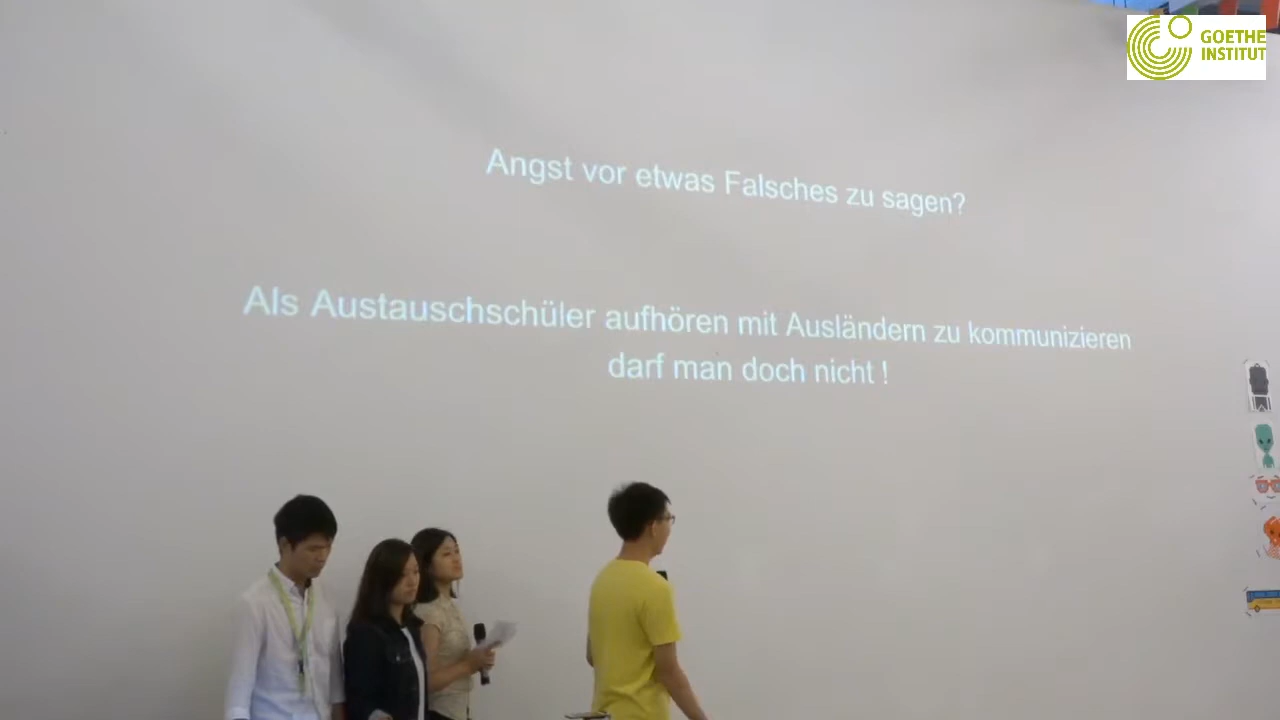 GOETHE
INSTITUT
Angst vor etwas Falsches zu sagen?
Als Austauschschüler aufhören mit Ausländern zu kommunizieren
darf man doch nicht !